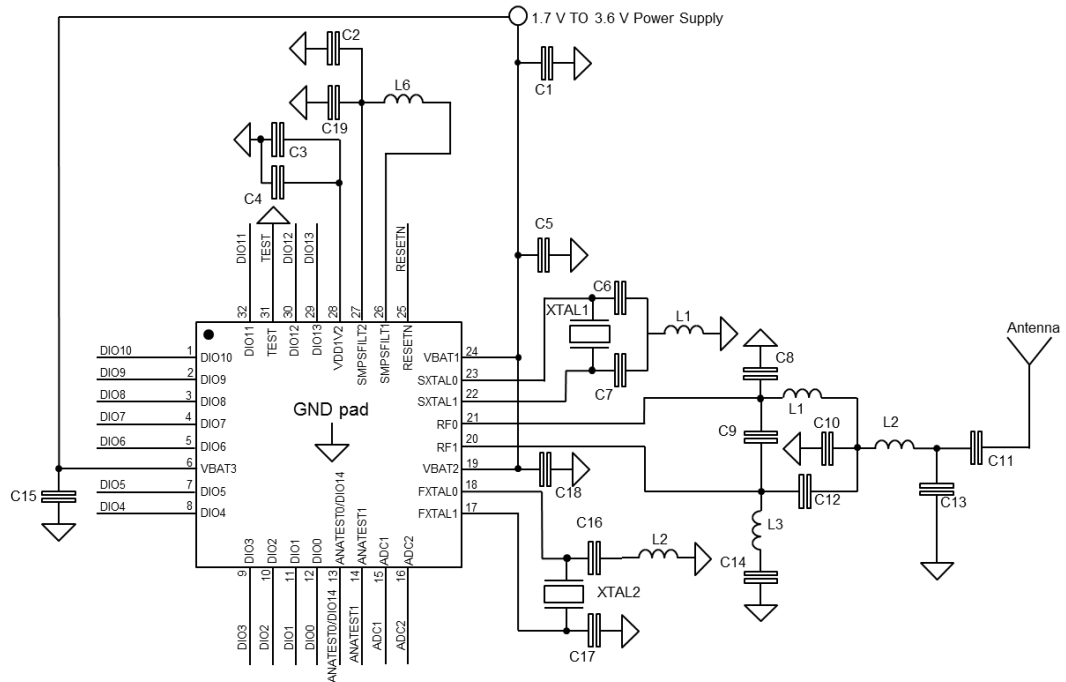 1.7 V TO 3.6 V Power Supply
C2
C1
L6
C19
C3
C4
C5
DIO11
TEST
DIO12
DIO13
RESETN
32
31
30
29
28
27
26
25
DIO11
TEST
DIO12
DIO13
VDD1V2
SMPSFILT2
SMPSFILT1
RESETN
C6
XTAL1
L1
C7
Antenna
DIO10 1 DIO10
DIO9 2 DIO9
DIO8 3 DIO8
DIO7 4 DIO7
DIO6 5 DIO6
6 VBAT3
DIO5 7 DIO5
DIO4 8 DIO4
C15
GND pad
VBAT1 24
SXTAL0 23
SXTAL1 22
RF0 21
RF1 20
VBAT2 19
FXTAL0 18
FXTAL1 17
C8
L1
C9
C10
L2
C11
C12
C13
C18
L3
C14
C16
L2
XTAL2
C17
DIO3
DIO2
DIO1
DIO0
ANATEST0/DIO14
ANATEST1
ADC1
ADC2
9
10
11
12
13
14
15
16
DIO3
DIO2
DIO1
DIO0
ANATEST0/DIO14
ANATEST1
ADC1
ADC2